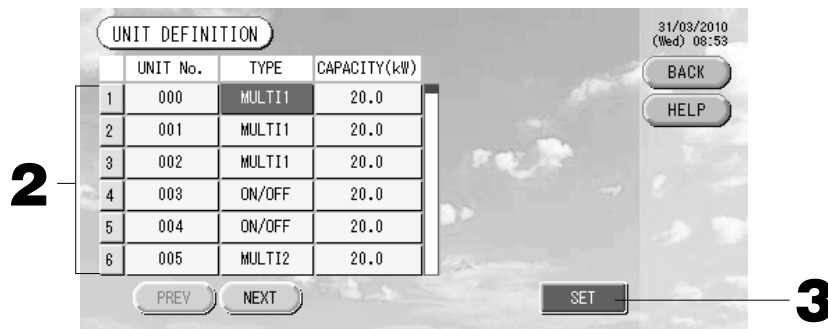 UNIT DEFINITION
31/03/2010
(Wed) 08:53
BACK
HELP
UNIT No. TYPE CAPACITY(kW)
1 000 MULTI1 20.0
2 001 MULTI1 20.0
3 002 MULTI1 20.0
4 003 ON/OFF 20.0
5 004 ON/OFF 20.0
6 005 MULTI2 20.0
2
PREV NEXT SET
3